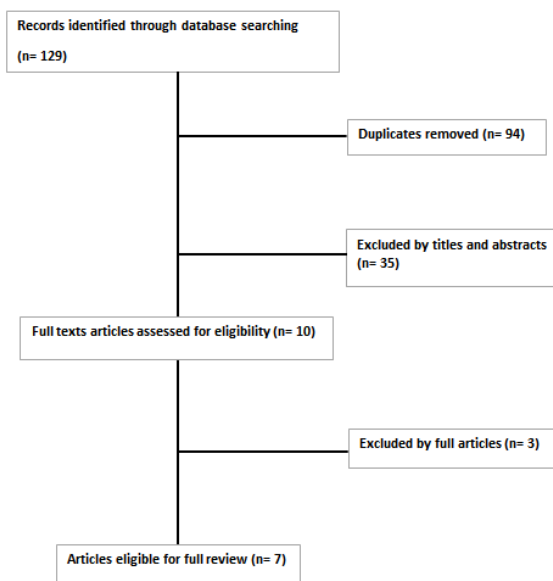 Records identified through database searching
(n= 129)
Duplicates removed (n= 94)
Excluded by titles and abstracts
(n= 35)
Full texts articles assessed for eligibility (n= 10)
Excluded by full articles (n= 3)
Articles eligible for full review (n= 7)